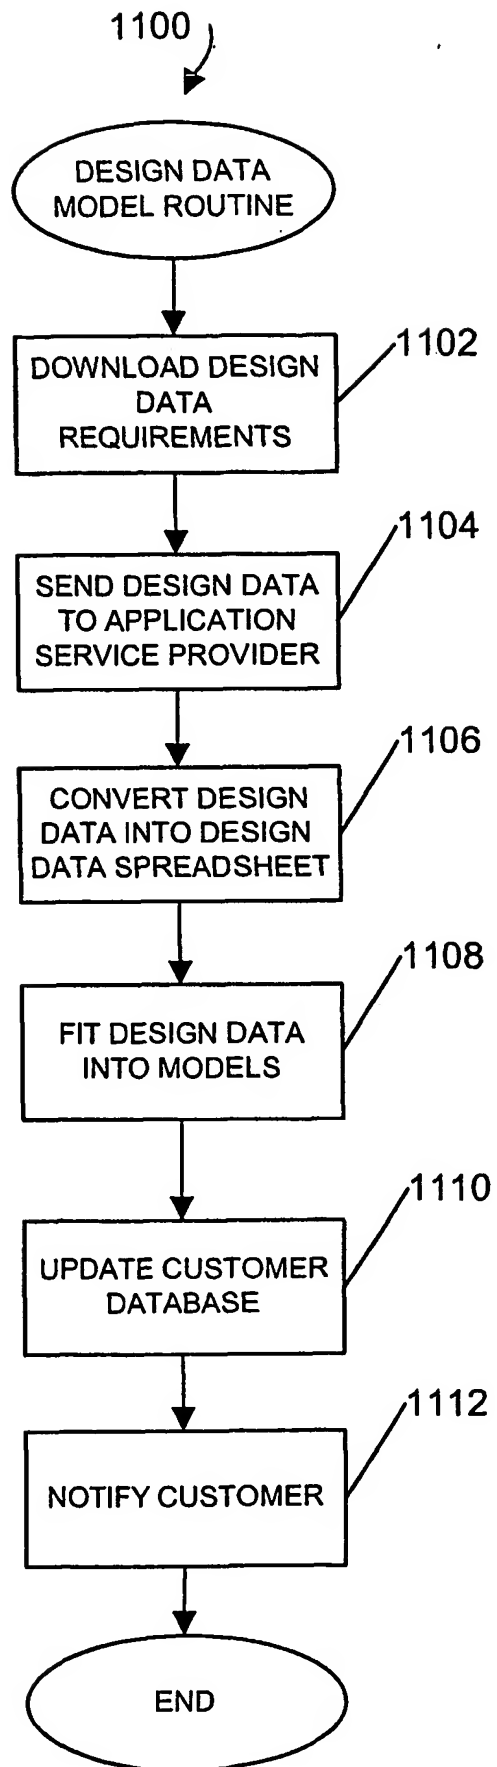 1100
DESIGN DATA
MODEL ROUTINE
1102
DOWNLOAD DESIGN
DATA
REQUIREMENTS
1104
SEND DESIGN DATA
TO APPLICATION
SERVICE PROVIDER
1106
CONVERT DESIGN
DATA INTO DESIGN
DATA SPREADSHEET
1108
FIT DESIGN DATA
INTO MODELS
1110
UPDATE CUSTOMER
DATABASE
1112
NOTIFY CUSTOMER
END